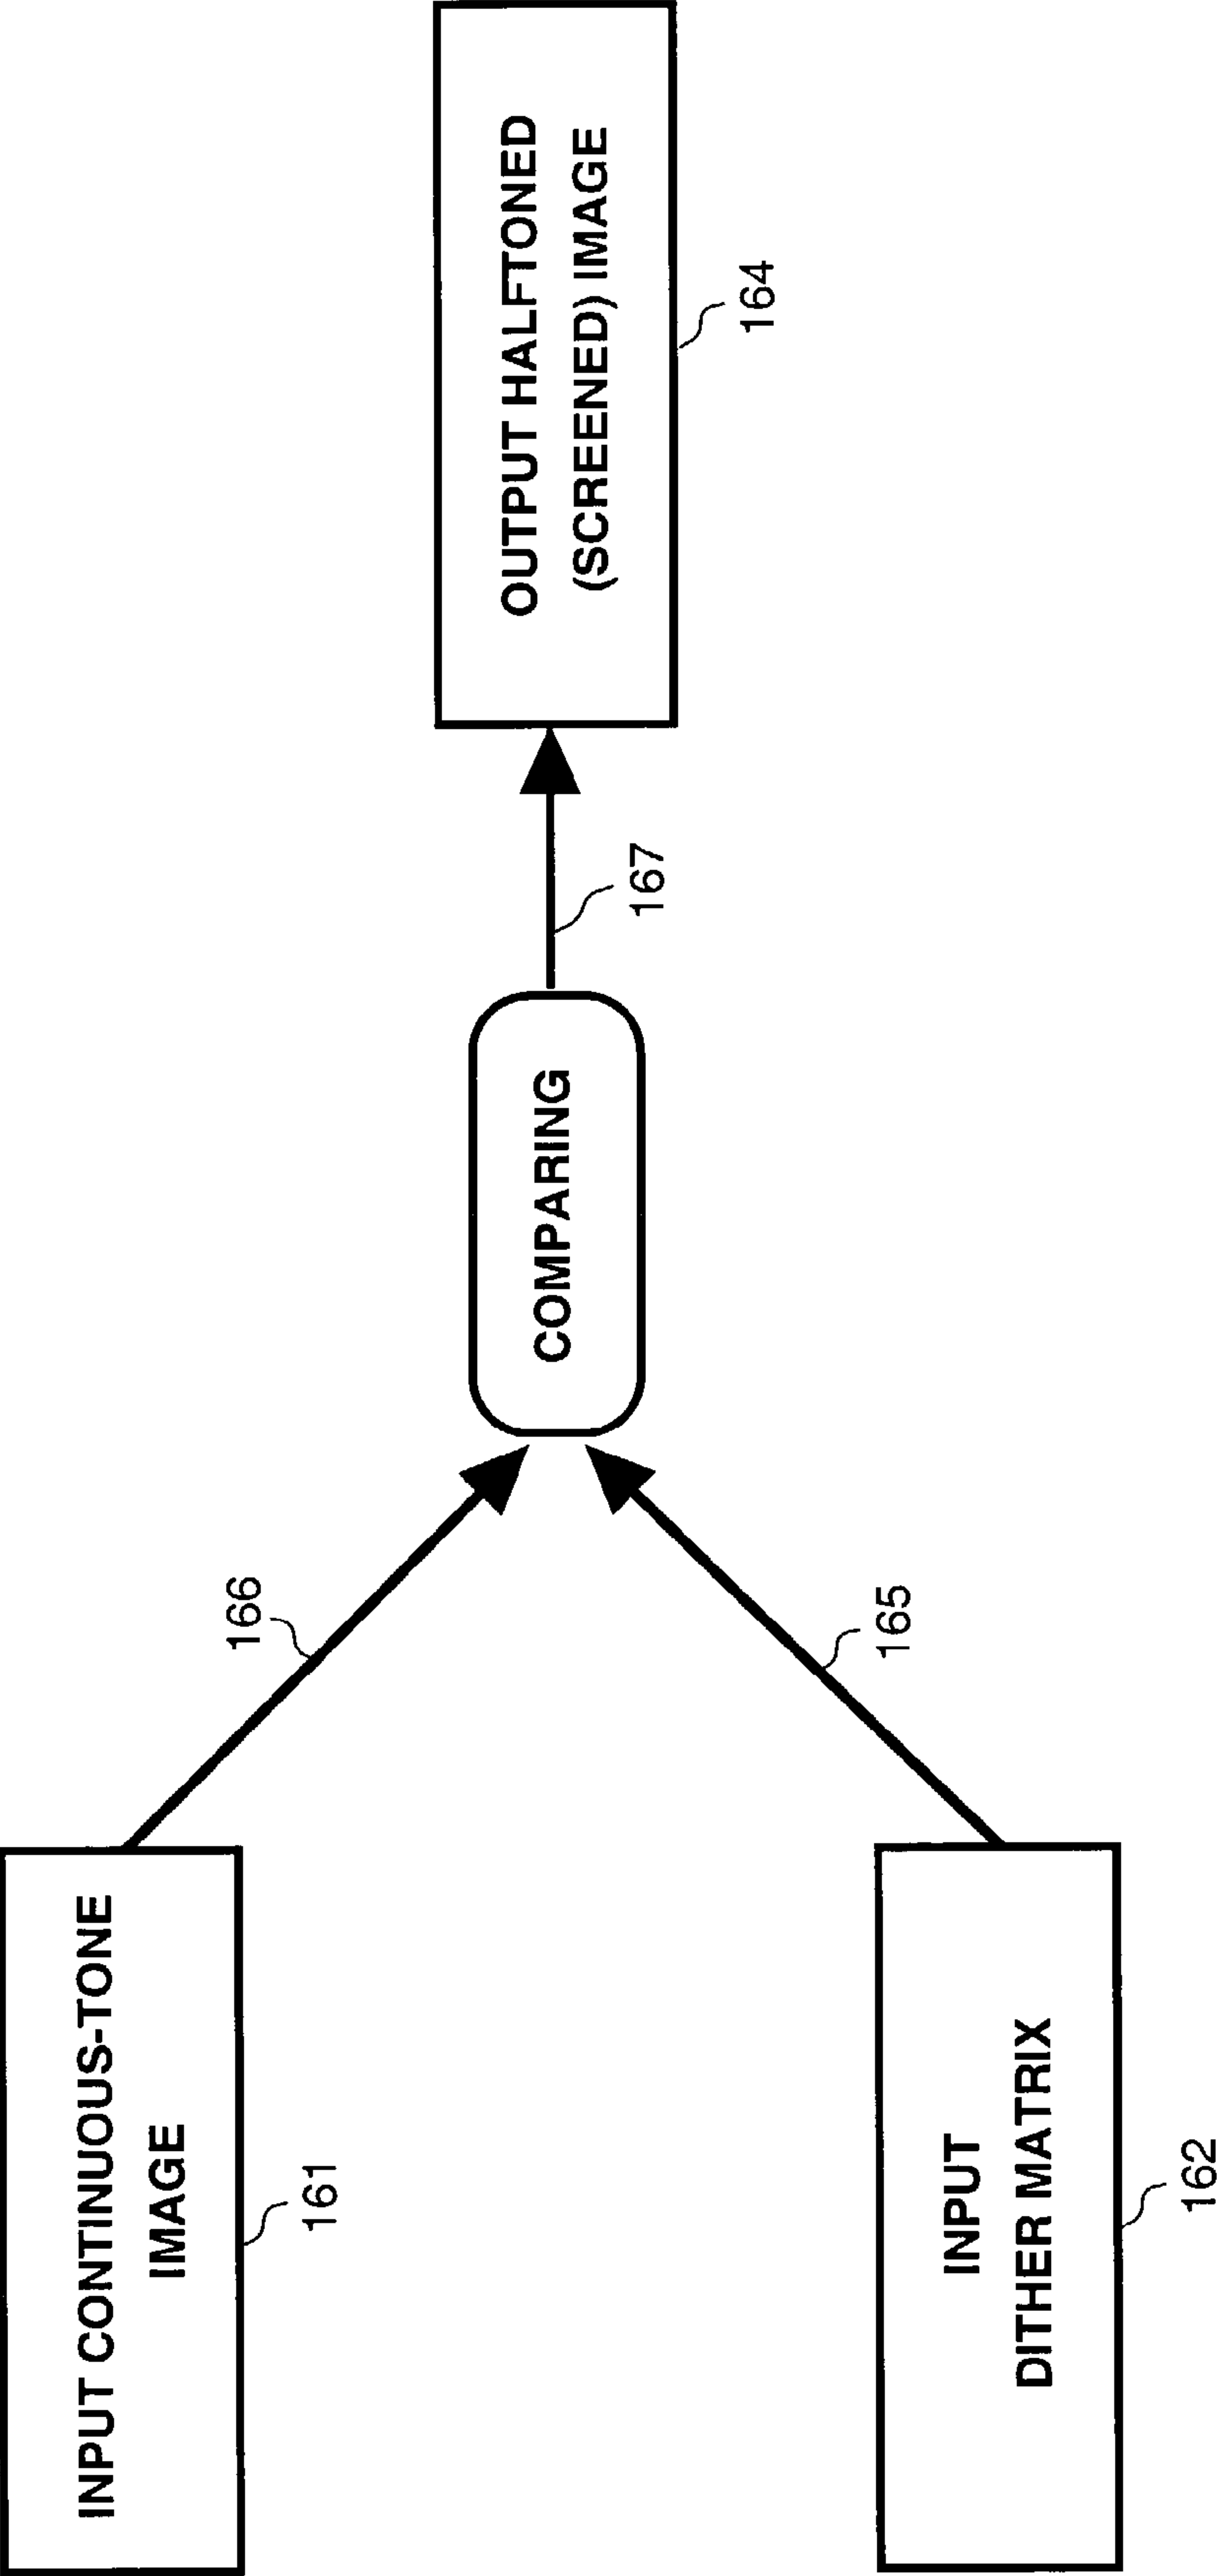 INPUT CONTINUOUS-TONE
IMAGE
161
166
INPUT
DITHER MATRIX
162
165
COMPARING
167
OUTPUT HALFTONED
(SCREENED) IMAGE
164